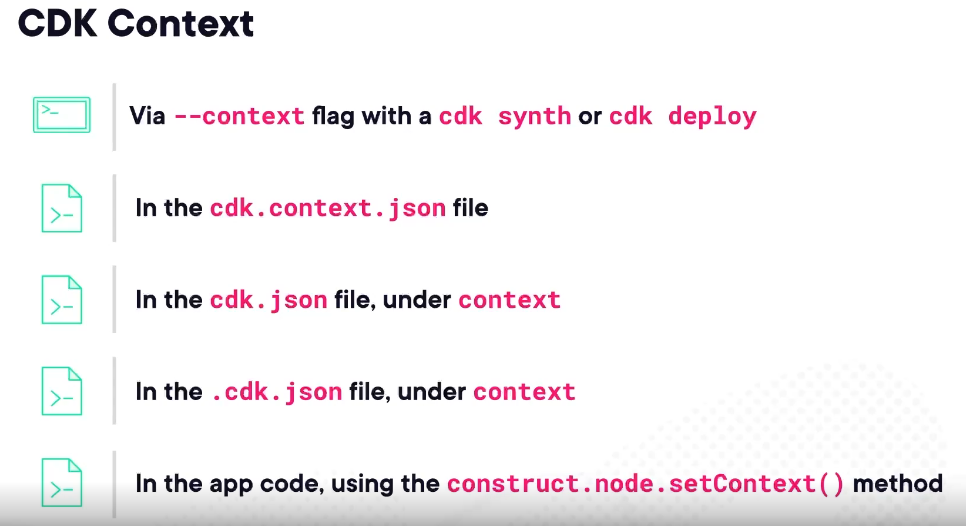 CDK Context
>_
Via --context flag with a cdk synth or cdk deploy
>-
In the cdk.context.json file
>-
In the cdk.json file, under context
>-
In the .cdk.json file, under context
>-
In the app code, using the construct.node.setContext() method